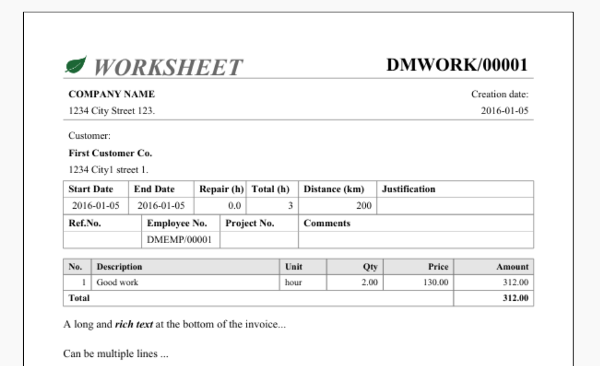 WORKSHEET DMWORK/00001
COMPANY NAME Creation date:
1234 City Street 123. 2016-01-05
Customer:
First Customer Co.
1234 City1 street 1.
Start Date End Date Repair (h) Total (h) Distance (km) Justification
2016-01-05 2016-01-05 0.0 3 200
Ref.No. Employee No. Project No. Comments
DMEMP/00001
No. Description Unit Qty Price Amount
1 Good work hour 2.00 130.00 312.00
Total 312.00
A long and rich text at the bottom of the invoice...
Can be multiple lines ...